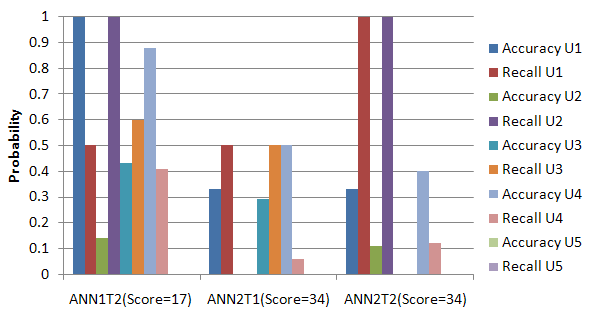 1
0.9
0.8
0.7
0.6
0.5
0.4
0.3
0.2
0.1
0
Probability
ANN1T2(Score=17)
ANN2T1(Score=34)
ANN2T2(Score=34)
Accuracy U1
Recall U1
Accuracy U2
Recall U2
Accuracy U3
Recall U3
Accuracy U4
Recall U4
Accuracy U5
Recall U5